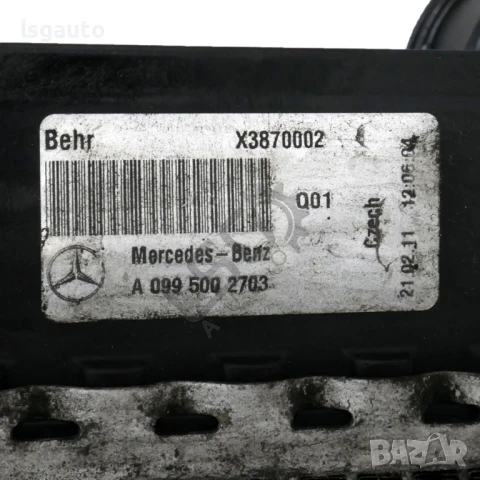 lsgauto
Behr X3870002
Q01
Mercedes-Benz
A 099 500 2703
Czech
21.02.11 12:06:04
BAZAR